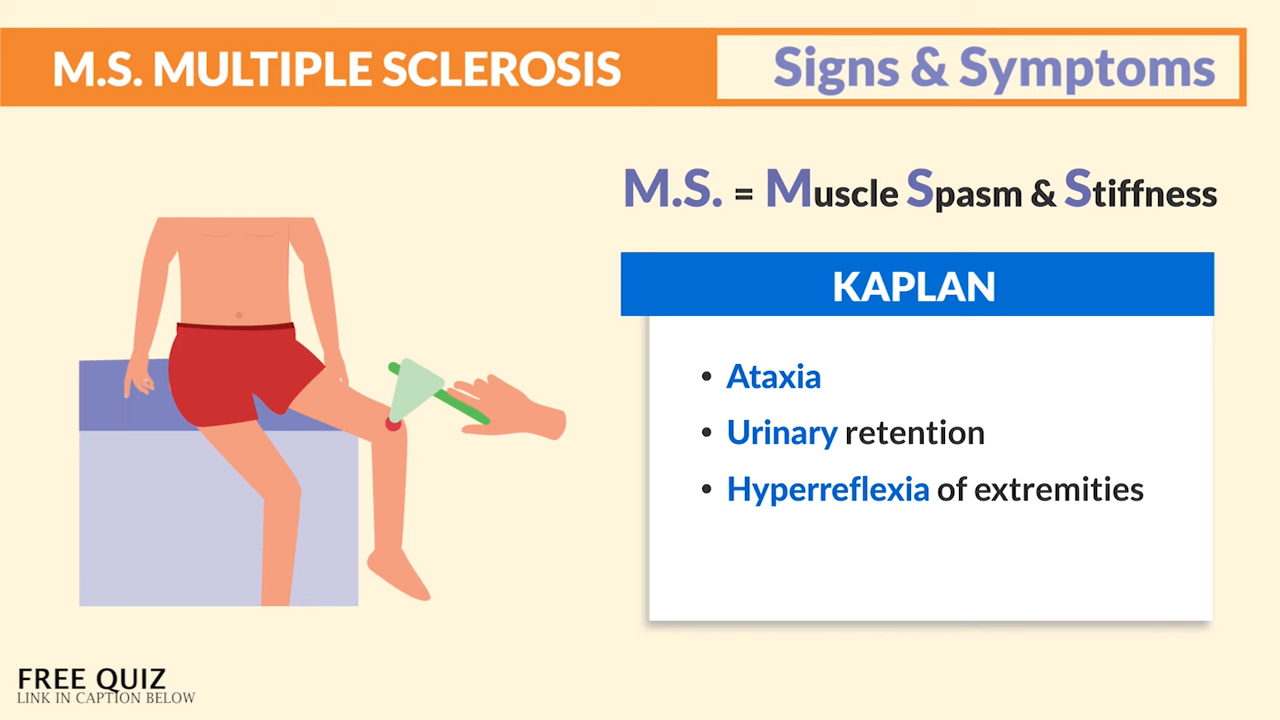 M.S. MULTIPLE SCLEROSIS
Signs & Symptoms
M.S. = Muscle Spasm & Stiffness
KAPLAN
• Ataxia
• Urinary retention
• Hyperreflexia of extremities
FREE QUIZ
LINK IN CAPTION BELOW